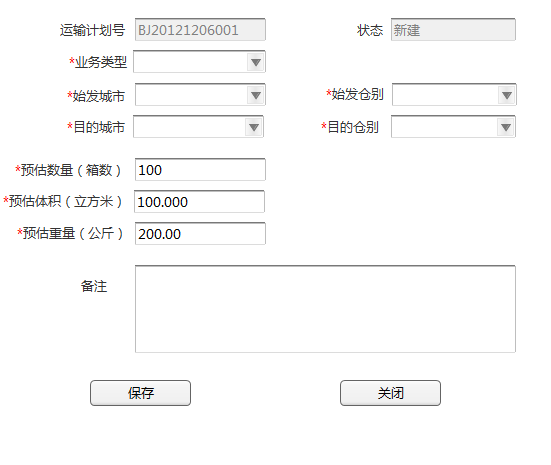 运输计划号 BJ20121206001 状态 新建
*业务类型
*始发城市 *始发仓别
*目的城市 *目的仓别
*预估数量（箱数） 100
*预估体积（立方米） 100.000
*预估重量（公斤） 200.00
备注
保存 关闭